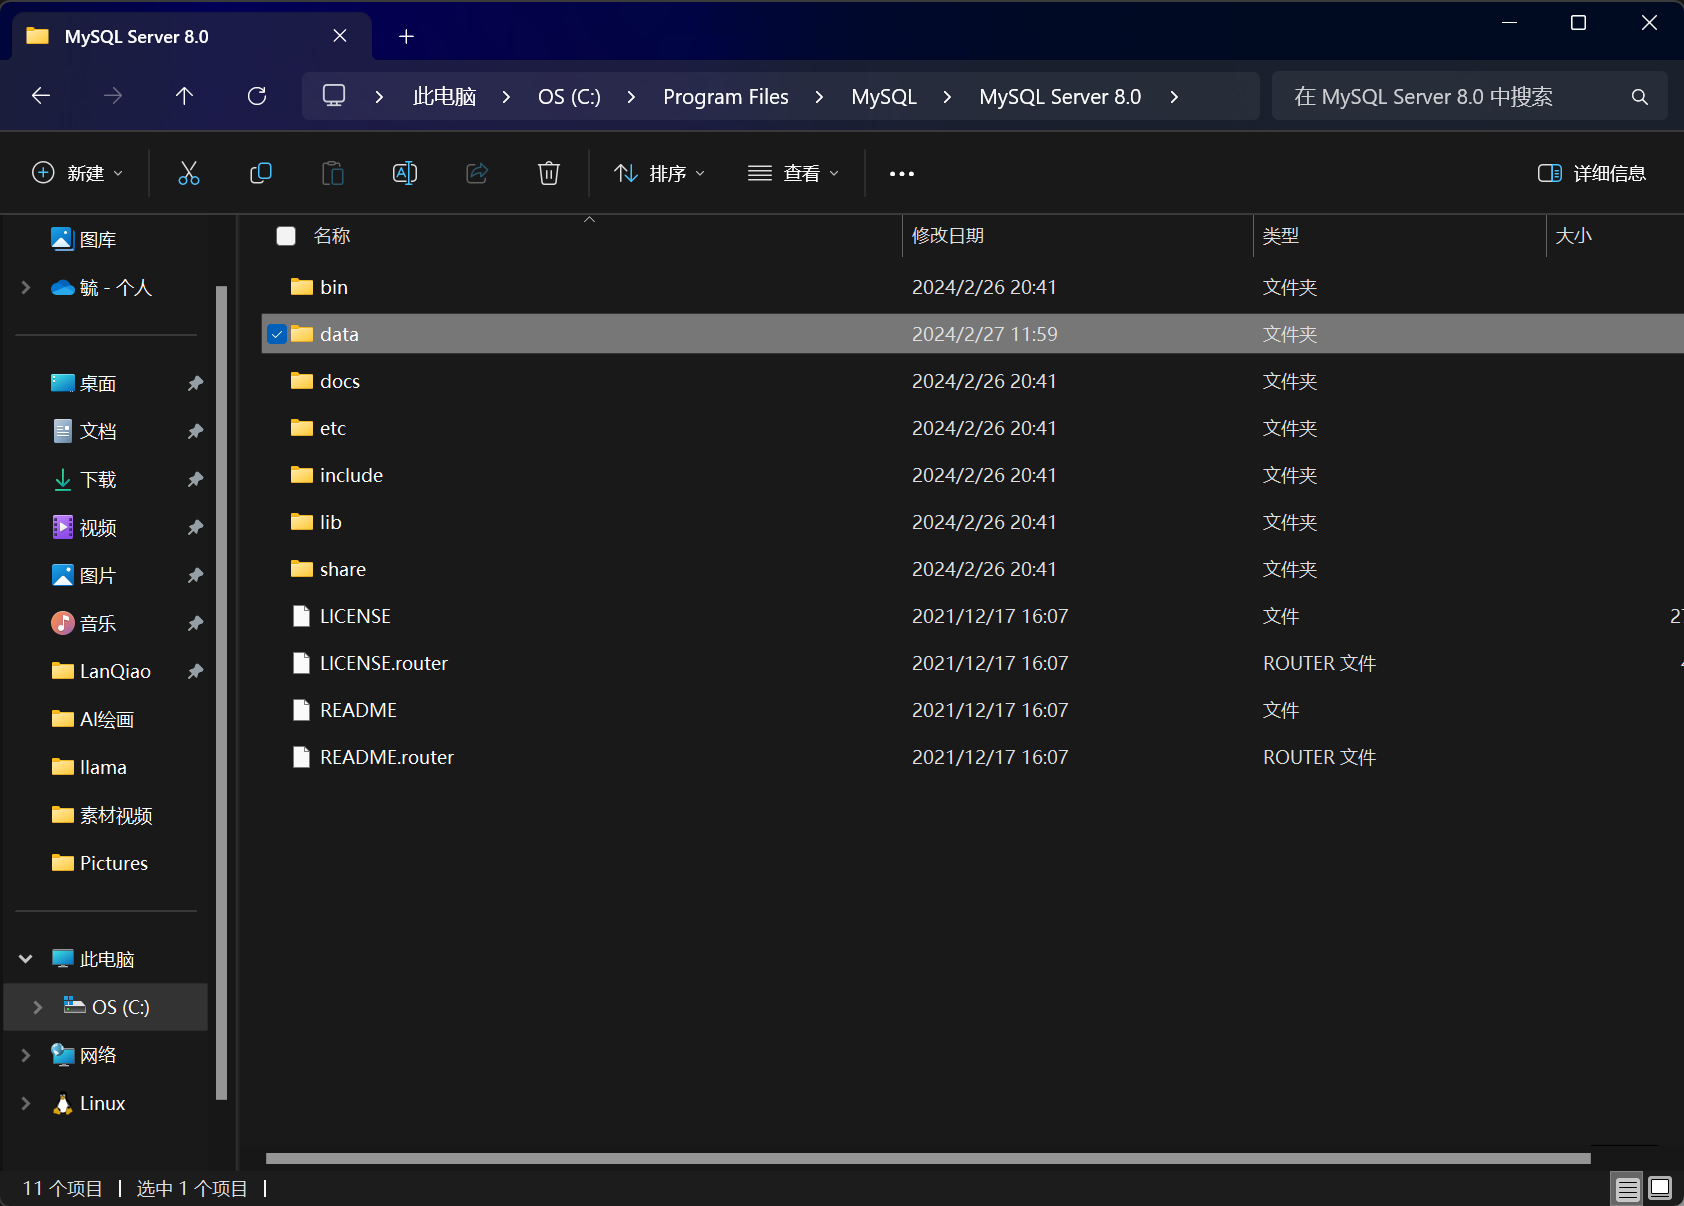 MySQL Server 8.0
此电脑 OS (C:) Program Files MySQL MySQL Server 8.0
在 MySQL Server 8.0 中搜索
新建 排序 查看 详细信息
图库
毓 - 个人
桌面
文档
下载
视频
图片
音乐
LanQiao
AI绘画
llama
素材视频
Pictures
此电脑
OS (C:)
网络
Linux
名称 修改日期 类型 大小
bin 2024/2/26 20:41 文件夹
data 2024/2/27 11:59 文件夹
docs 2024/2/26 20:41 文件夹
etc 2024/2/26 20:41 文件夹
include 2024/2/26 20:41 文件夹
lib 2024/2/26 20:41 文件夹
share 2024/2/26 20:41 文件夹
LICENSE 2021/12/17 16:07 文件
LICENSE.router 2021/12/17 16:07 ROUTER 文件
README 2021/12/17 16:07 文件
README.router 2021/12/17 16:07 ROUTER 文件
11 个项目 | 选中 1 个项目 |